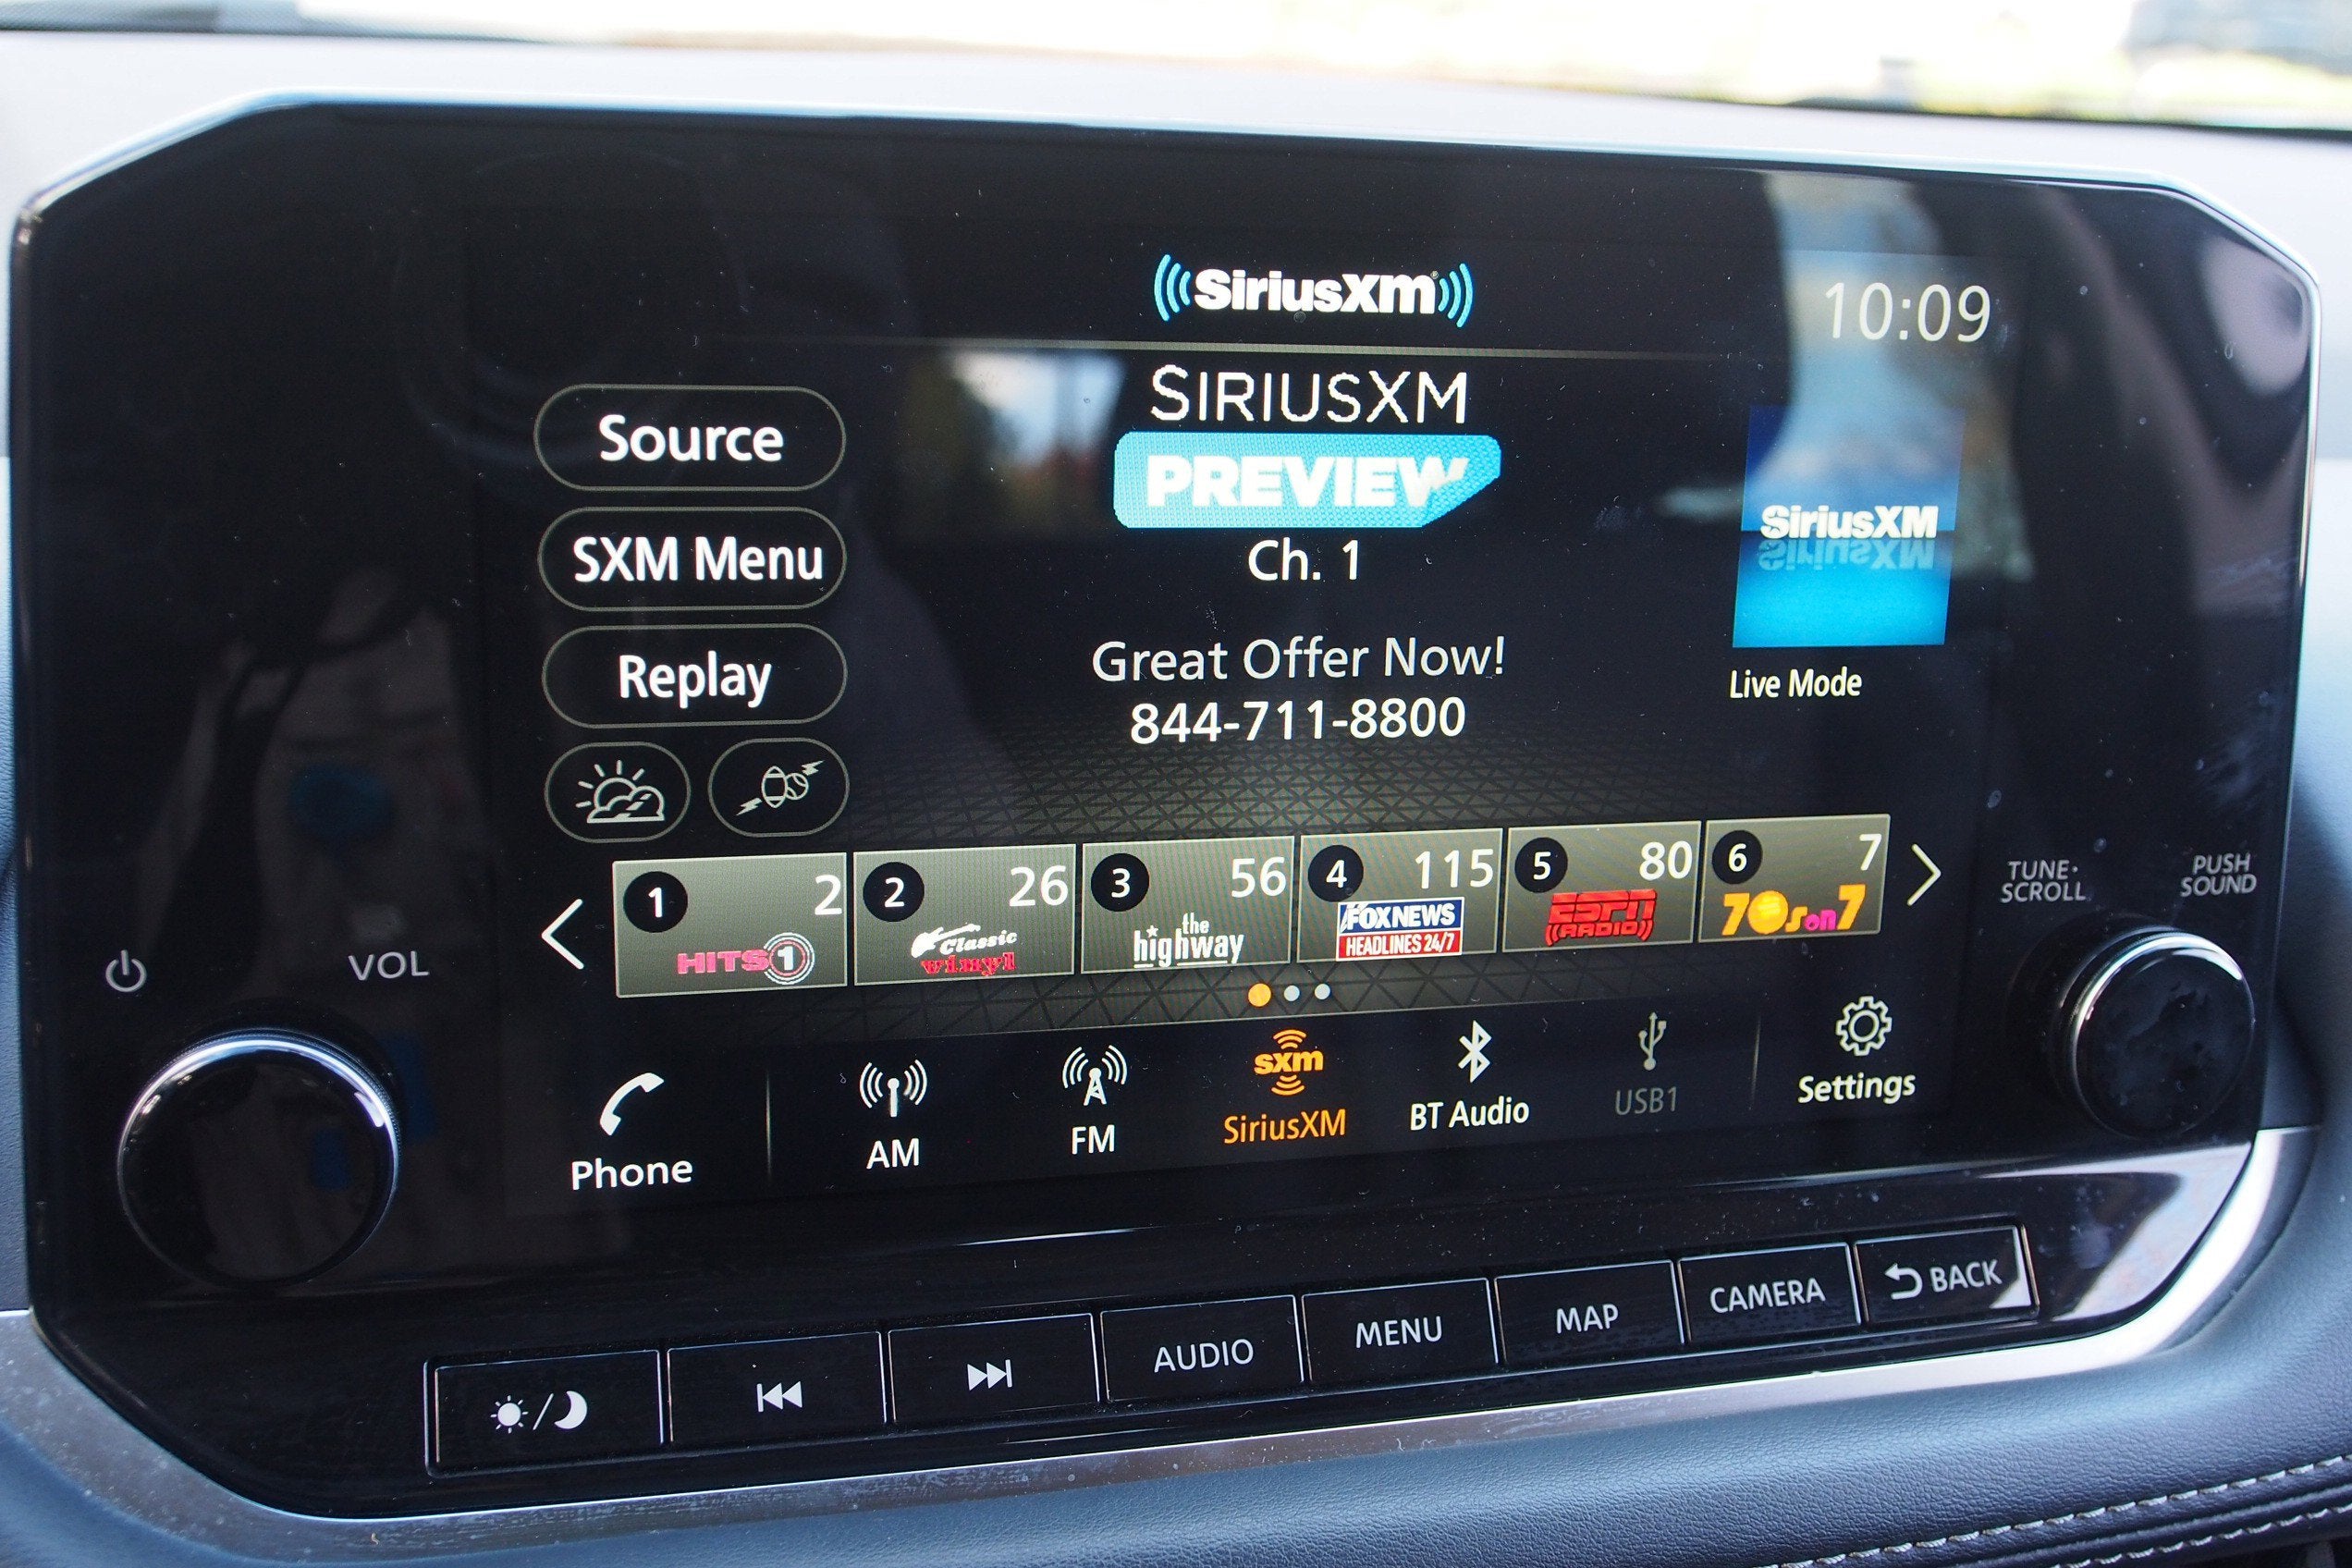 SiriusXm
10:09
SIRIUSXM
PREVIEW
Ch. 1
Great Offer Now!
844-711-8800
Source
SXM Menu
Replay
SiriusXM
SiriusXM
Live Mode
1 2
HITS 1
2 26
Classic
vinyl
3 56
the
highway
4 115
FOX NEWS
HEADLINES 24/7
5 80
ESPN
RADIO
6 7
70s on 7
VOL
TUNE·
SCROLL
PUSH
SOUND
Phone
AM
FM
sxm
SiriusXM
BT Audio
USB1
Settings
AUDIO
MENU
MAP
CAMERA
BACK